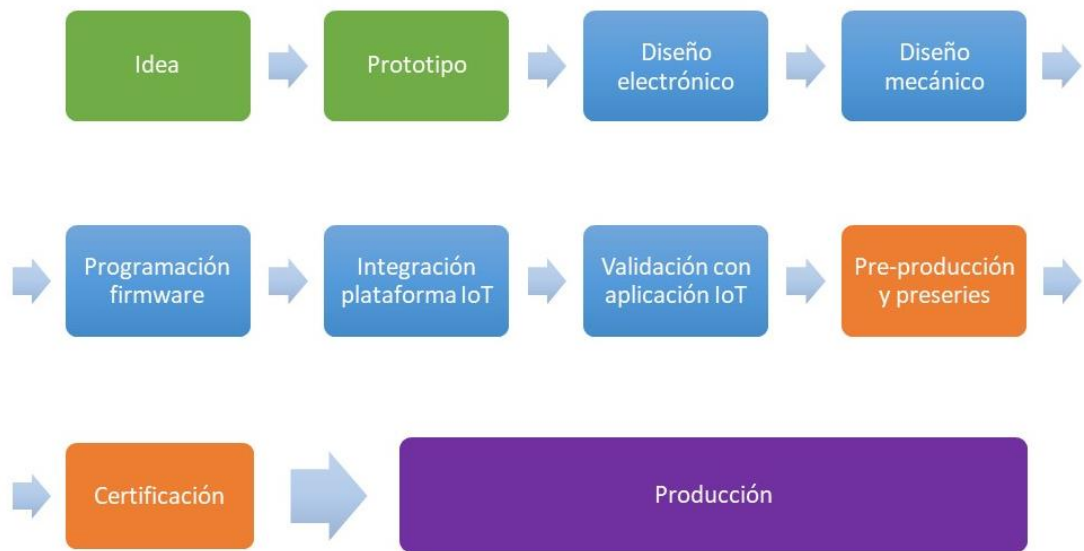 Idea
Prototipo
Diseño
electrónico
Diseño
mecánico
Programación
firmware
Integración
plataforma IoT
Validación con
aplicación IoT
Pre-producción
y preseries
Certificación
Producción